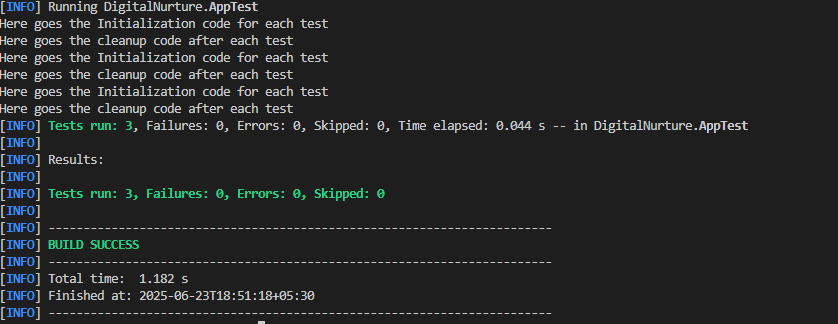 [INFO] Running DigitalNurture.AppTest
Here goes the Initialization code for each test
Here goes the cleanup code after each test
Here goes the Initialization code for each test
Here goes the cleanup code after each test
Here goes the Initialization code for each test
Here goes the cleanup code after each test
[INFO] Tests run: 3, Failures: 0, Errors: 0, Skipped: 0, Time elapsed: 0.044 s -- in DigitalNurture.AppTest
[INFO]
[INFO] Results:
[INFO]
[INFO] Tests run: 3, Failures: 0, Errors: 0, Skipped: 0
[INFO]
[INFO] ------------------------------------------------------------------------
[INFO] BUILD SUCCESS
[INFO] ------------------------------------------------------------------------
[INFO] Total time:  1.182 s
[INFO] Finished at: 2025-06-23T18:51:18+05:30
[INFO] ------------------------------------------------------------------------